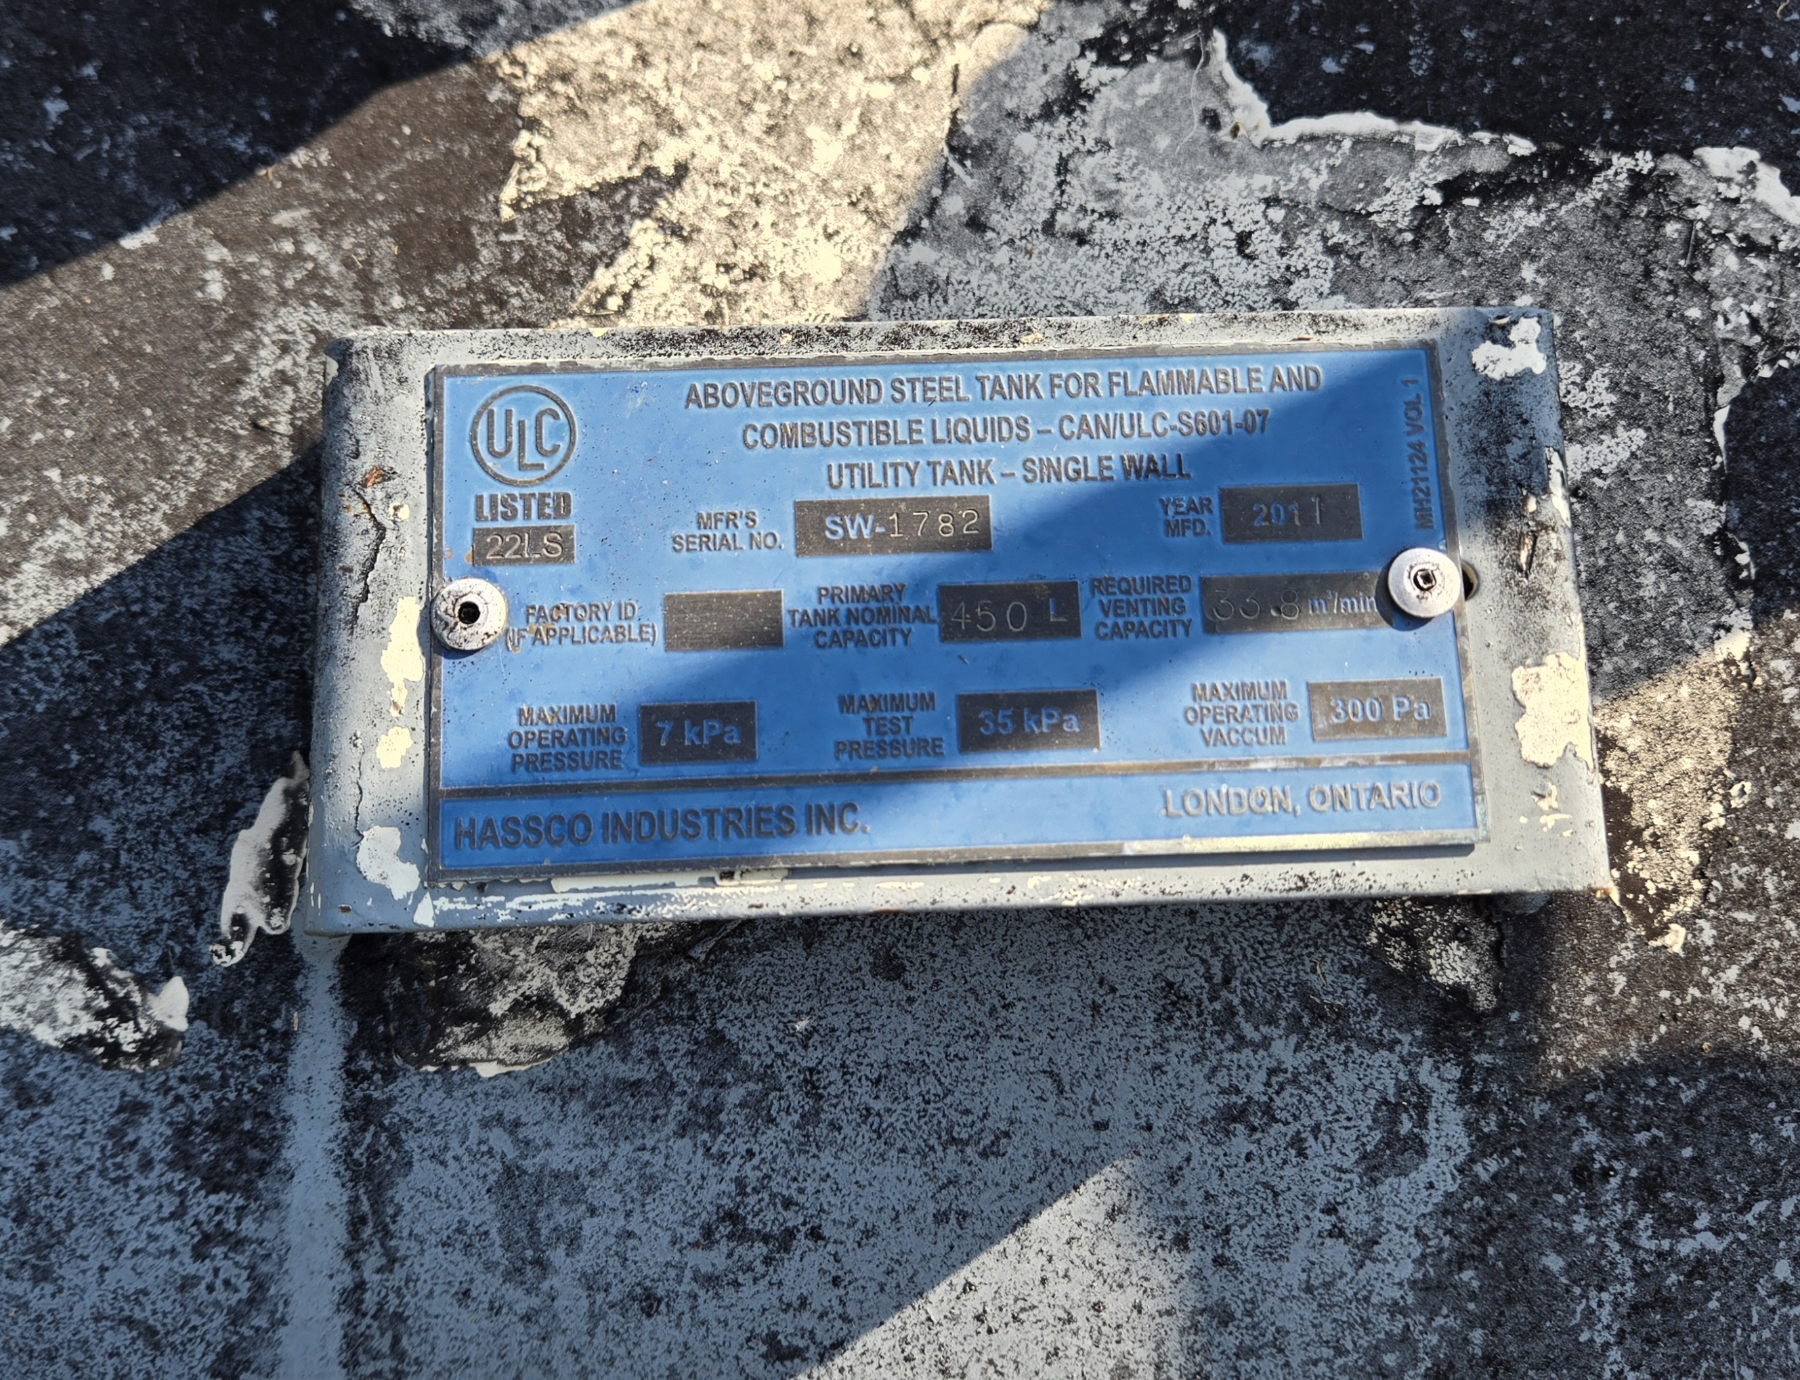 ULC
LISTED
22LS
ABOVEGROUND STEEL TANK FOR FLAMMABLE AND
COMBUSTIBLE LIQUIDS – CAN/ULC-S601-07
UTILITY TANK – SINGLE WALL
MH21124 VOL 1
MFR'S
SERIAL NO.
SW-1782
YEAR
MFD.
2011
FACTORY ID
(IF APPLICABLE)
PRIMARY
TANK NOMINAL
CAPACITY
450 L
REQUIRED
VENTING
CAPACITY
33.8 m³/min
MAXIMUM
OPERATING
PRESSURE
7 kPa
MAXIMUM
TEST
PRESSURE
35 kPa
MAXIMUM
OPERATING
VACCUM
300 Pa
HASSCO INDUSTRIES INC.
LONDON, ONTARIO